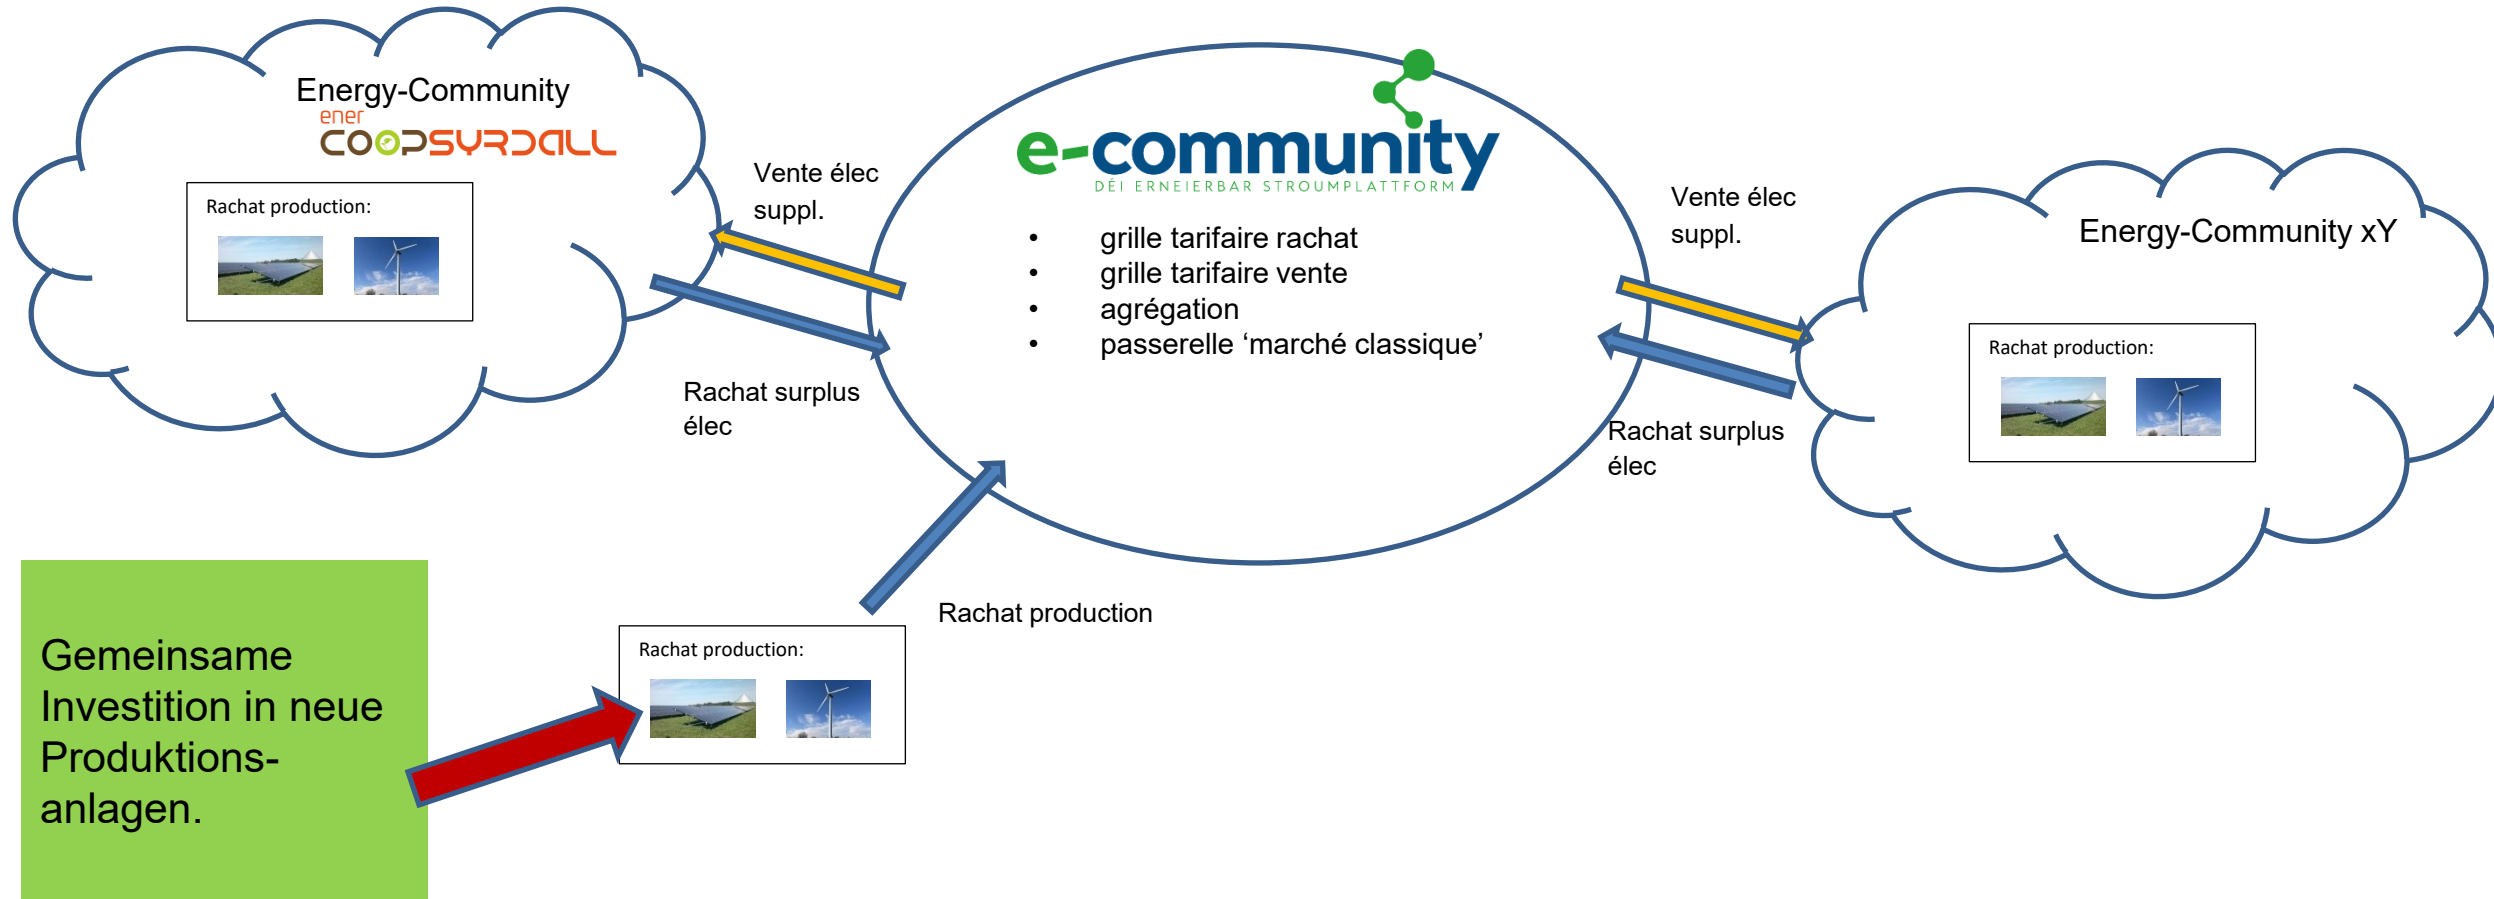 Energy-Community
ener
COOPSYRDALL
Rachat production:
Vente élec
suppl.
Rachat surplus
élec
e-community
DÉI ERNEIERBAR STROUMPLATTFORM
• grille tarifaire rachat
• grille tarifaire vente
• agrégation
• passerelle ‘marché classique’
Vente élec
suppl.
Rachat surplus
élec
Energy-Community xY
Rachat production:
Gemeinsame
Investition in neue
Produktions-
anlagen.
Rachat production:
Rachat production